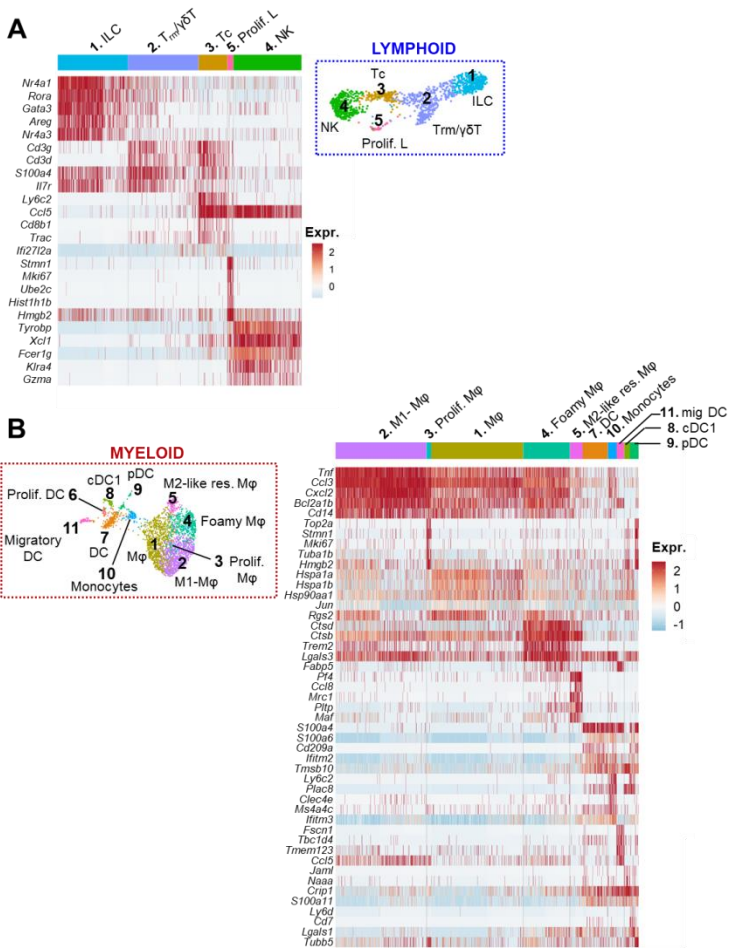 A
1. ILC
2. Trm/γδT
3. Tc
5. Prolif. L
4. NK
Nr4a1
Rora
Gata3
Areg
Nr4a3
Cd3g
Cd3d
S100a4
Il7r
Ly6c2
Ccl5
Cd8b1
Trac
Ifi27l2a
Stmn1
Mki67
Ube2c
Hist1h1b
Hmgb2
Tyrobp
Xcl1
Fcer1g
Klra4
Gzma
Expr.
2
1
0
LYMPHOID
Tc
3
1
4
2
ILC
5
NK
Trm/γδT
Prolif. L
B
MYELOID
pDC
cDC1
9
M2-like res. Mφ
Prolif. DC
8
6
5
11
4
Foamy Mφ
Migratory
DC
7
DC
1
3
Prolif.
Mφ
10
Mφ
2
Monocytes
M1-Mφ
2. M1- Mφ
3. Prolif. Mφ
1. Mφ
4. Foamy Mφ
5. M2-like res. Mφ
7. DC
10. Monocytes
11. mig DC
8. cDC1
9. pDC
Tnf
Ccl3
Cxcl2
Bcl2a1b
Cd14
Top2a
Stmn1
Mki67
Tuba1b
Hmgb2
Hspa1a
Hspa1b
Hsp90aa1
Jun
Rgs2
Ctsd
Ctsb
Trem2
Lgals3
Fabp5
Pf4
Ccl8
Mrc1
Pltp
Maf
S100a4
S100a6
Cd209a
Ifitm2
Tmsb10
Ly6c2
Plac8
Clec4e
Ms4a4c
Ifitm3
Fscn1
Tbc1d4
Tmem123
Ccl5
Jaml
Naaa
Crip1
S100a11
Ly6d
Cd7
Lgals1
Tubb5
Expr.
2
1
0
-1